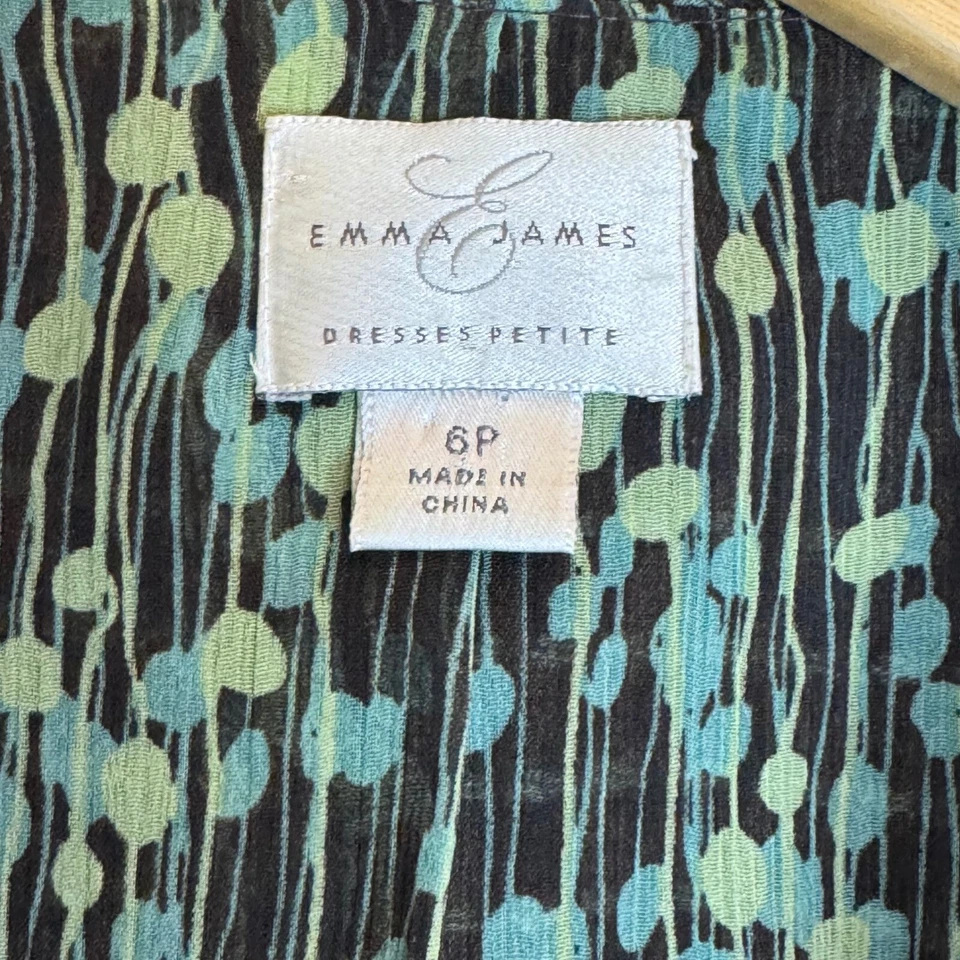 E
EMMA JAMES
DRESSES PETITE
6P
MADE IN
CHINA